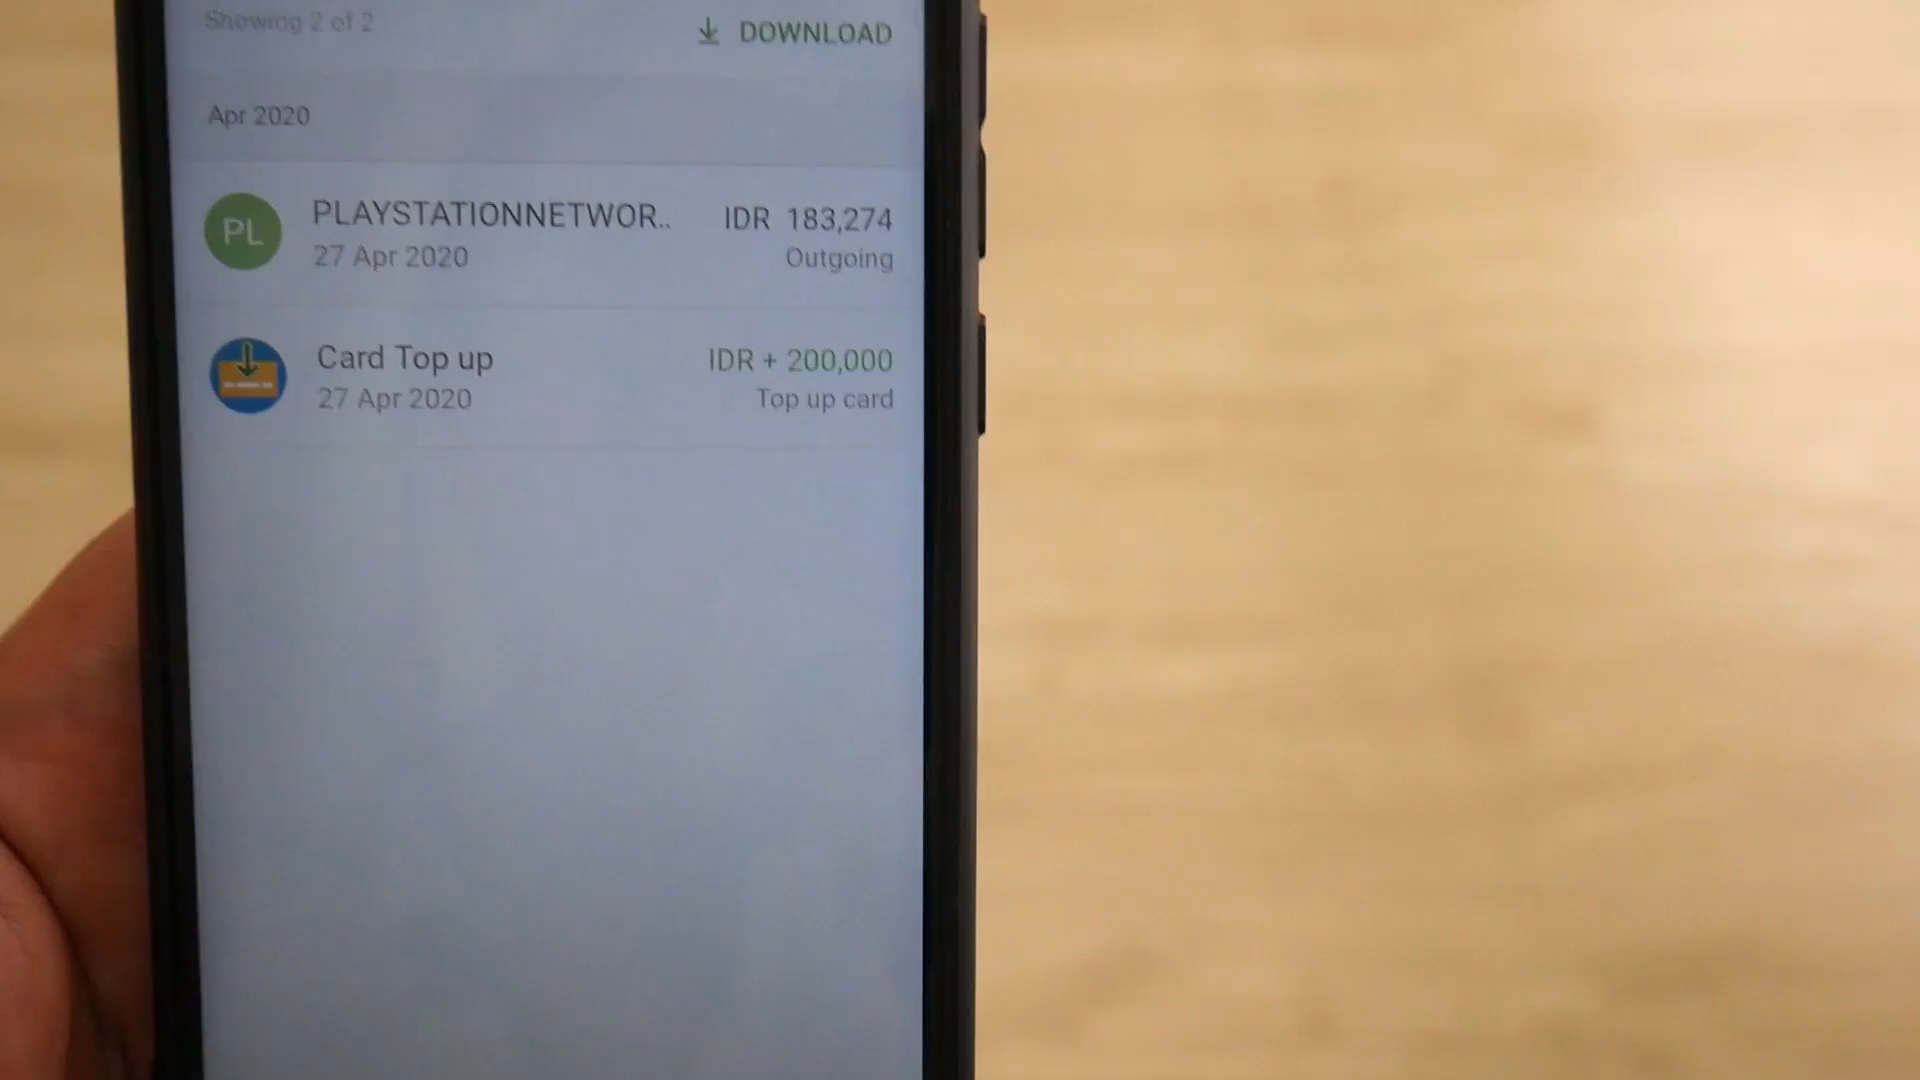 Showing 2 of 2
DOWNLOAD
Apr 2020
PL
PLAYSTATIONNETWOR..
IDR 183,274
27 Apr 2020
Outgoing
Card Top up
IDR + 200,000
27 Apr 2020
Top up card